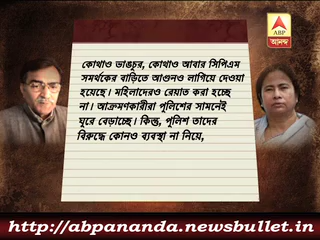 ABP
আনন্দ
কোথাও ভাঙচুর, কোথাও আবার সিপিএম
সমর্থকের বাড়িতে আগুনও লাগিয়ে দেওয়া
হয়েছে। মহিলাদেরও রেয়াত করা হচ্ছে
না। আক্রমণকারীরা পুলিশের সামনেই
ঘুরে বেড়াচ্ছে। কিন্তু, পুলিশ তাদের
বিরুদ্ধে কোনও ব্যবস্থা না নিয়ে,
http://abpananda.newsbullet.in